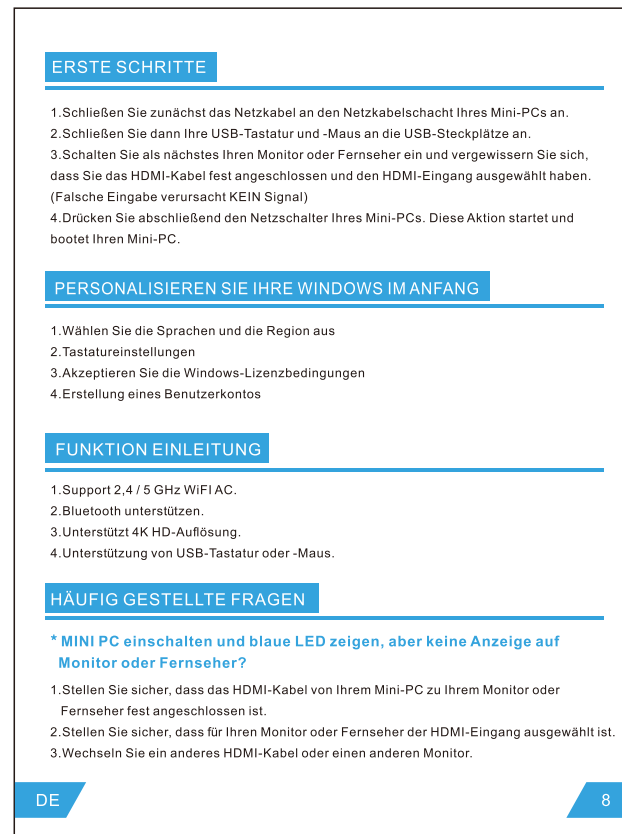 ERSTE SCHRITTE
1.Schließen Sie zunächst das Netzkabel an den Netzkabelschacht Ihres Mini-PCs an.
2.Schließen Sie dann Ihre USB-Tastatur und -Maus an die USB-Steckplätze an.
3.Schalten Sie als nächstes Ihren Monitor oder Fernseher ein und vergewissern Sie sich,
dass Sie das HDMI-Kabel fest angeschlossen und den HDMI-Eingang ausgewählt haben.
(Falsche Eingabe verursacht KEIN Signal)
4.Drücken Sie abschließend den Netzschalter Ihres Mini-PCs. Diese Aktion startet und
bootet Ihren Mini-PC.
PERSONALISIEREN SIE IHRE WINDOWS IM ANFANG
1.Wählen Sie die Sprachen und die Region aus
2.Tastatureinstellungen
3.Akzeptieren Sie die Windows-Lizenzbedingungen
4.Erstellung eines Benutzerkontos
FUNKTION EINLEITUNG
1.Support 2,4 / 5 GHz WiFI AC.
2.Bluetooth unterstützen.
3.Unterstützt 4K HD-Auflösung.
4.Unterstützung von USB-Tastatur oder -Maus.
HÄUFIG GESTELLTE FRAGEN
* MINI PC einschalten und blaue LED zeigen, aber keine Anzeige auf
Monitor oder Fernseher?
1.Stellen Sie sicher, dass das HDMI-Kabel von Ihrem Mini-PC zu Ihrem Monitor oder
Fernseher fest angeschlossen ist.
2.Stellen Sie sicher, dass für Ihren Monitor oder Fernseher der HDMI-Eingang ausgewählt ist.
3.Wechseln Sie ein anderes HDMI-Kabel oder einen anderen Monitor.
DE
8